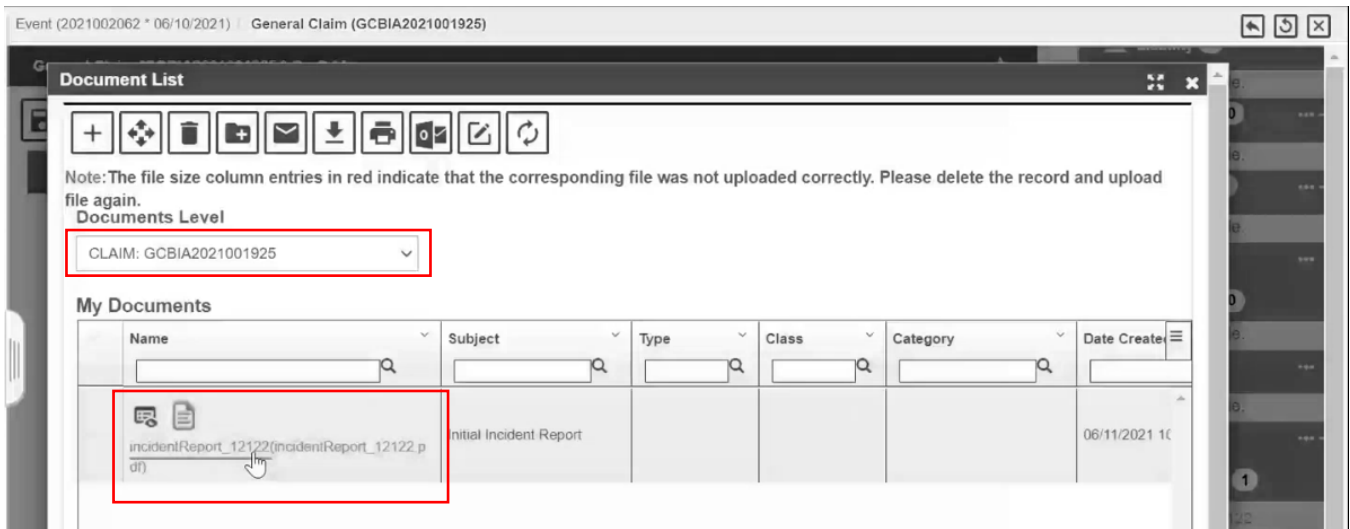 Event (2021002062 * 06/10/2021) General Claim (GCBIA2021001925)
Document List
Note:The file size column entries in red indicate that the corresponding file was not uploaded correctly. Please delete the record and upload
file again.
Documents Level
CLAIM: GCBIA2021001925
My Documents
Name Subject Type Class Category Date Created
incidentReport_12122(incidentReport_12122.p
df)
Initial Incident Report
06/11/2021 10
1